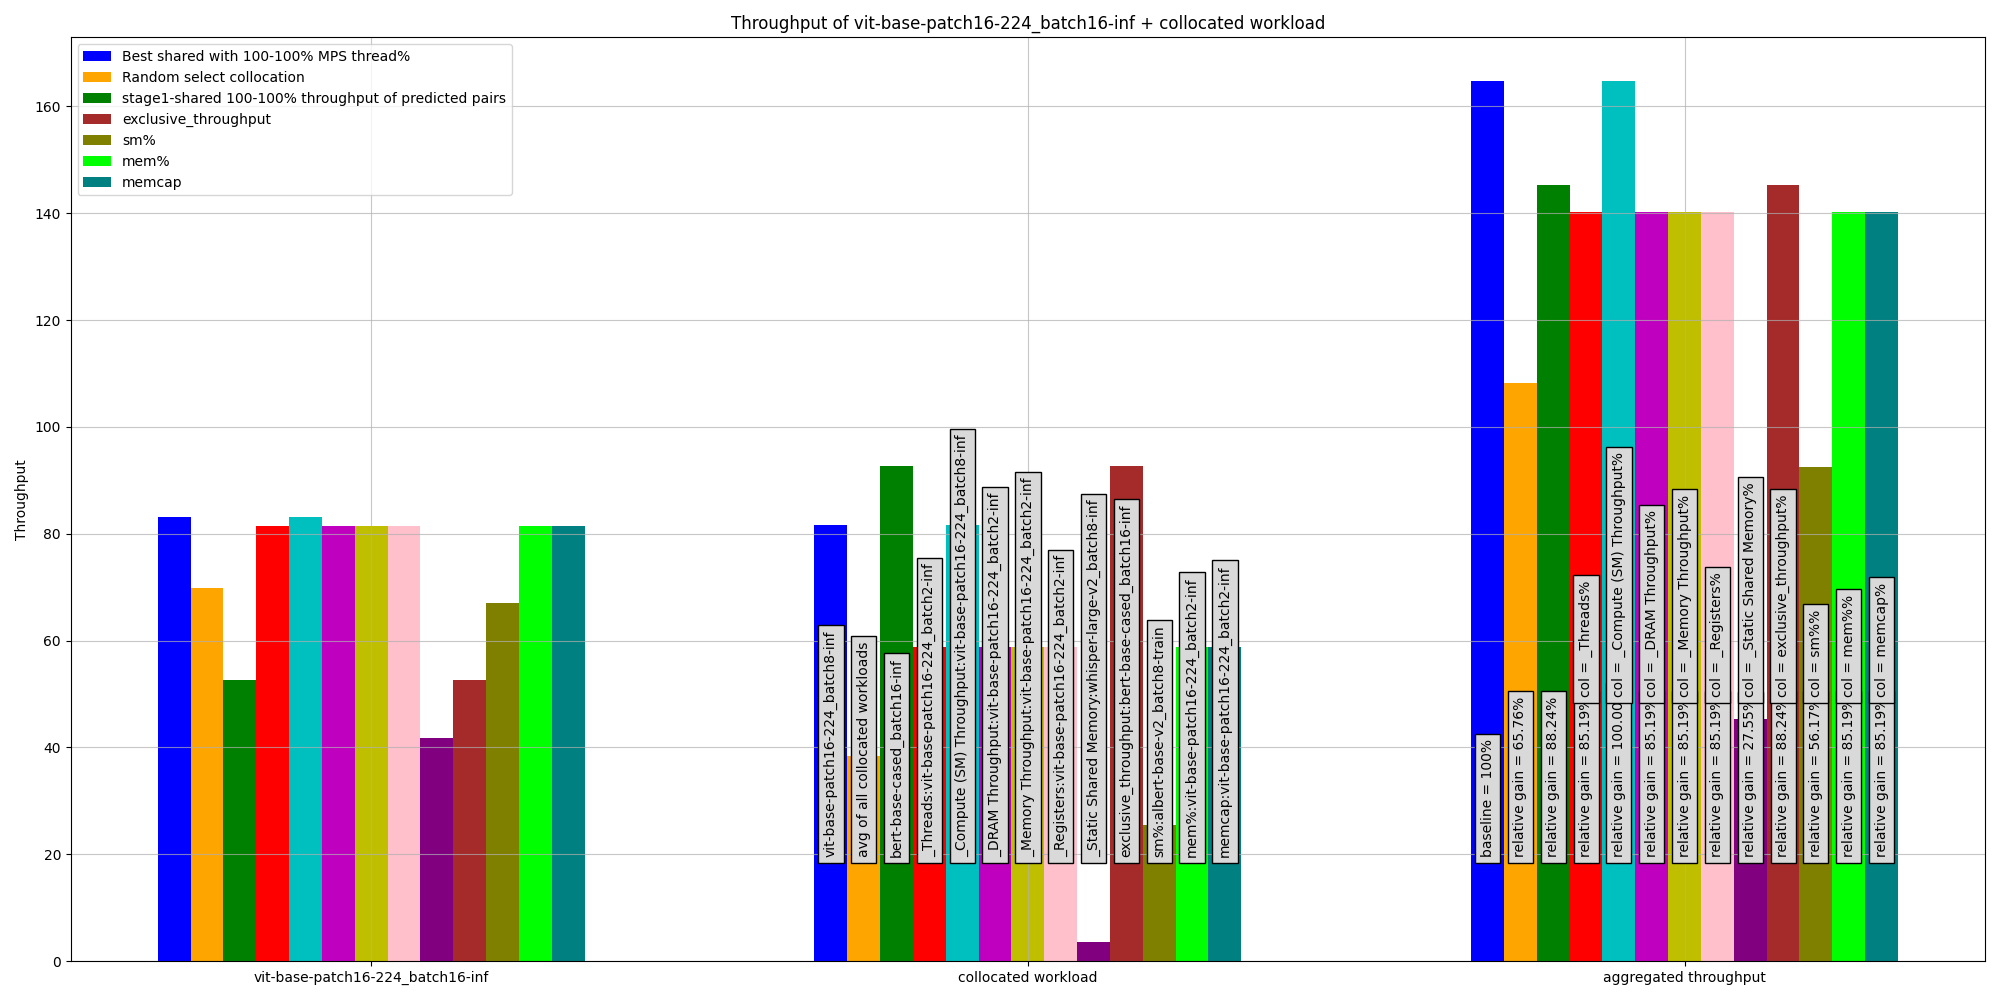 Throughput of vit-base-patch16-224_batch16-inf + collocated workload
Best shared with 100-100% MPS thread%
Random select collocation
stage1-shared 100-100% throughput of predicted pairs
exclusive_throughput
sm%
mem%
memcap
Throughput
160
140
120
100
80
60
40
20
0
vit-base-patch16-224_batch8-inf
avg of all collocated workloads
bert-base-cased_batch16-inf
_Threads:vit-base-patch16-224_batch2-inf
_Compute (SM) Throughput:vit-base-patch16-224_batch8-inf
_DRAM Throughput:vit-base-patch16-224_batch2-inf
_Memory Throughput:vit-base-patch16-224_batch2-inf
_Registers:vit-base-patch16-224_batch2-inf
_Static Shared Memory:whisper-large-v2_batch8-inf
exclusive_throughput:bert-base-cased_batch16-inf
sm%:albert-base-v2_batch8-train
mem%:vit-base-patch16-224_batch2-inf
memcap:vit-base-patch16-224_batch2-inf
baseline = 100%
relative gain = 65.76%
relative gain = 88.24%
relative gain = 85.19%
col = _Threads%
relative gain = 100.00
col = _Compute (SM) Throughput%
relative gain = 85.19%
col = _DRAM Throughput%
relative gain = 85.19%
col = _Memory Throughput%
relative gain = 85.19%
col = _Registers%
relative gain = 27.55%
col = _Static Shared Memory%
relative gain = 88.24%
col = exclusive_throughput%
relative gain = 56.17%
col = sm%%
relative gain = 85.19%
col = mem%%
relative gain = 85.19%
col = memcap%
vit-base-patch16-224_batch16-inf
collocated workload
aggregated throughput